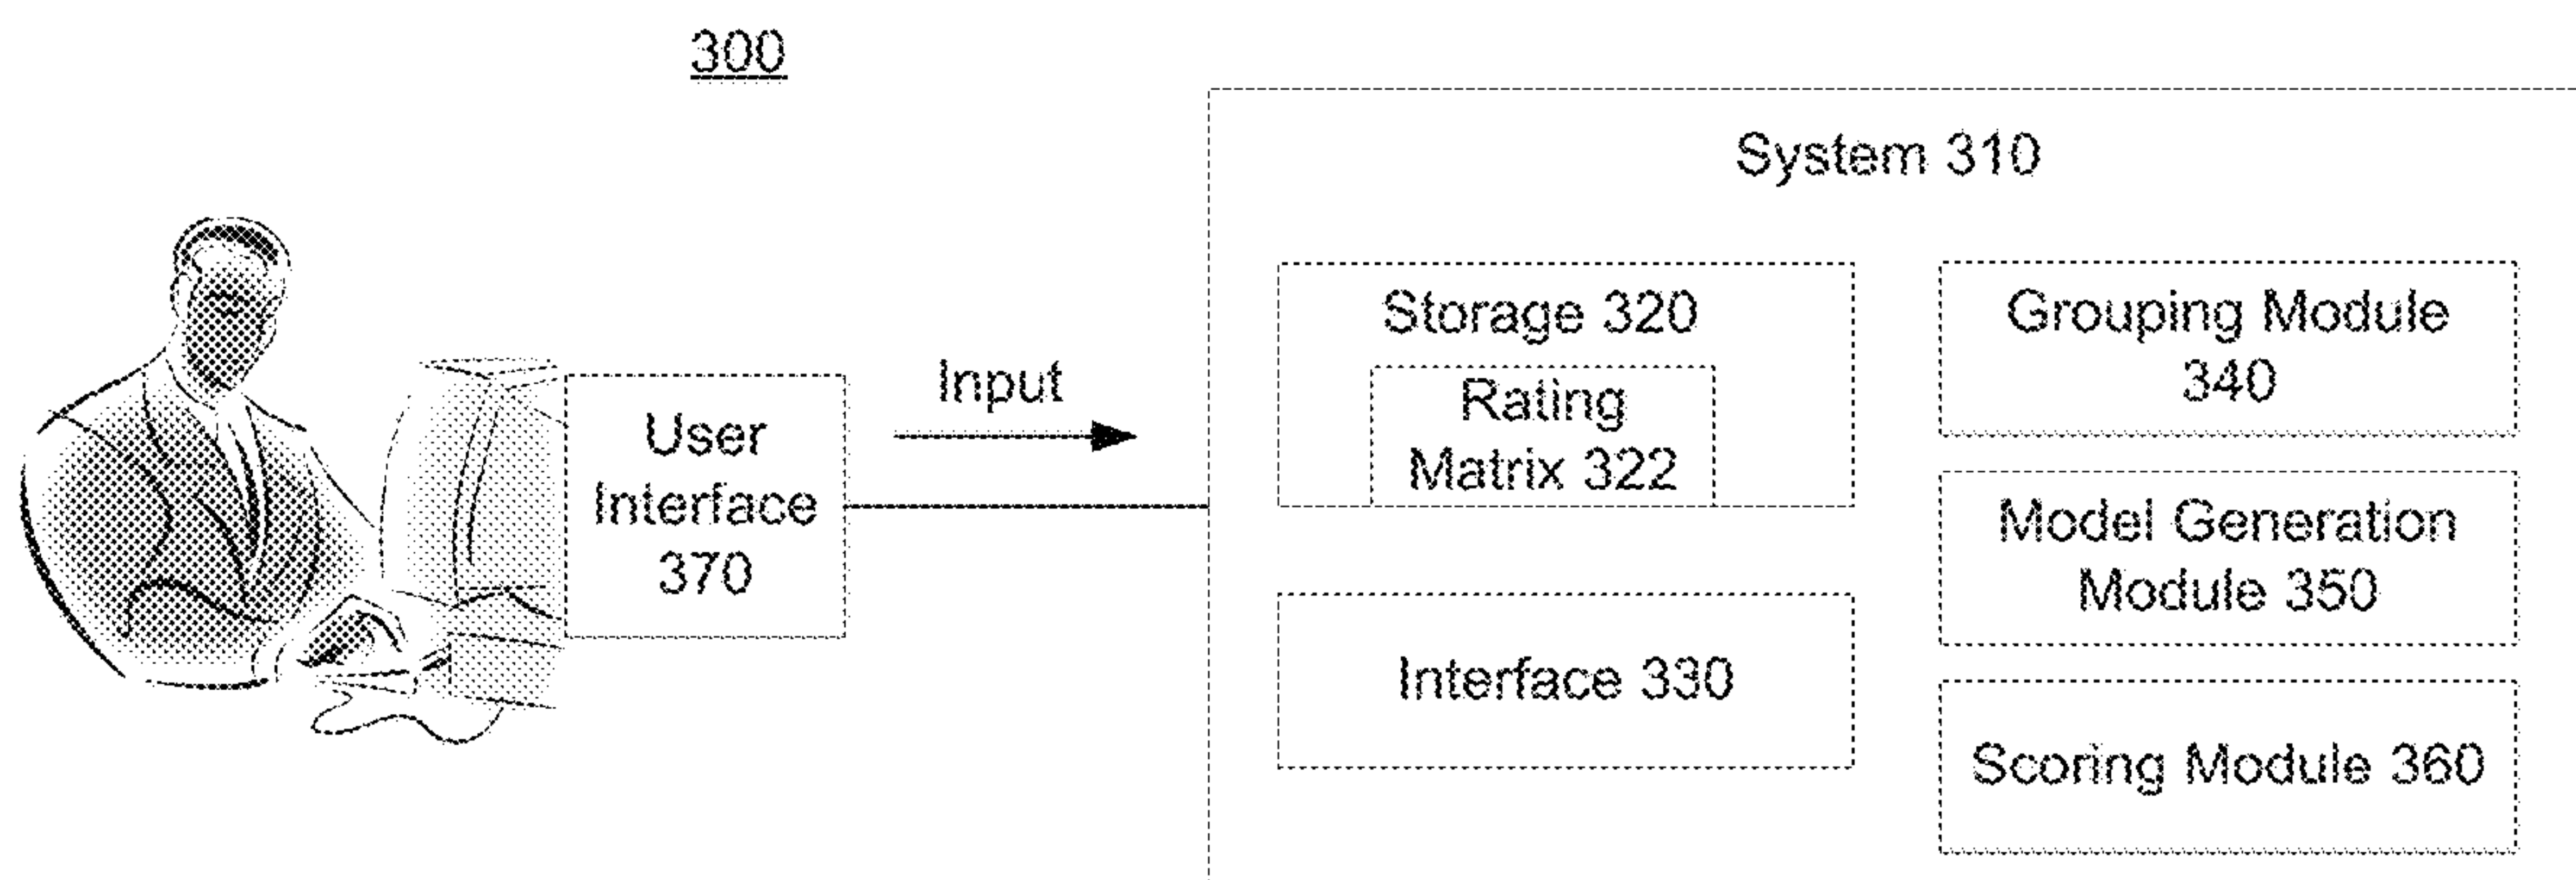 300
System 310
Storage 320
Rating
Matrix 322
Grouping Module
340
Input
User
Interface
370
Model Generation
Module 350
Interface 330
Scoring Module 360